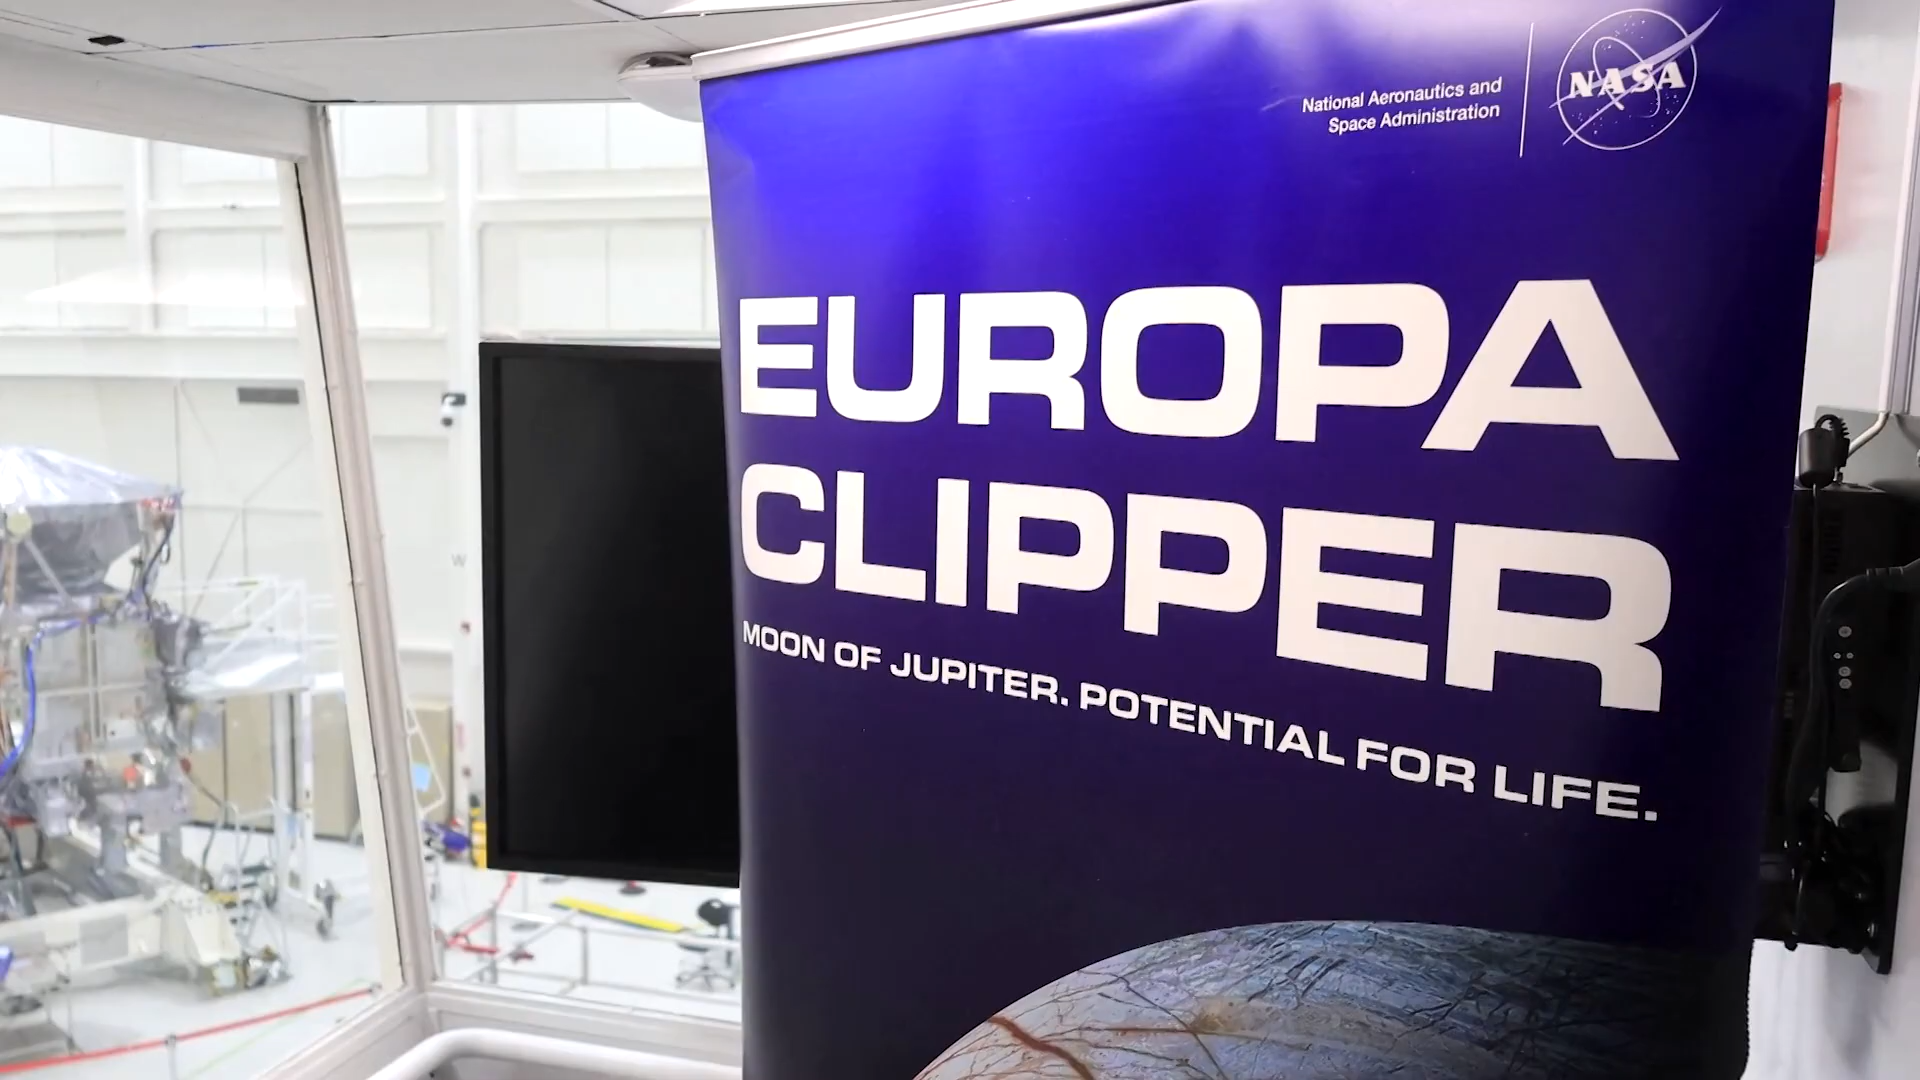 National Aeronautics and
Space Administration
NASA
EUROPA
CLIPPER
MOON OF JUPITER. POTENTIAL FOR LIFE.
W